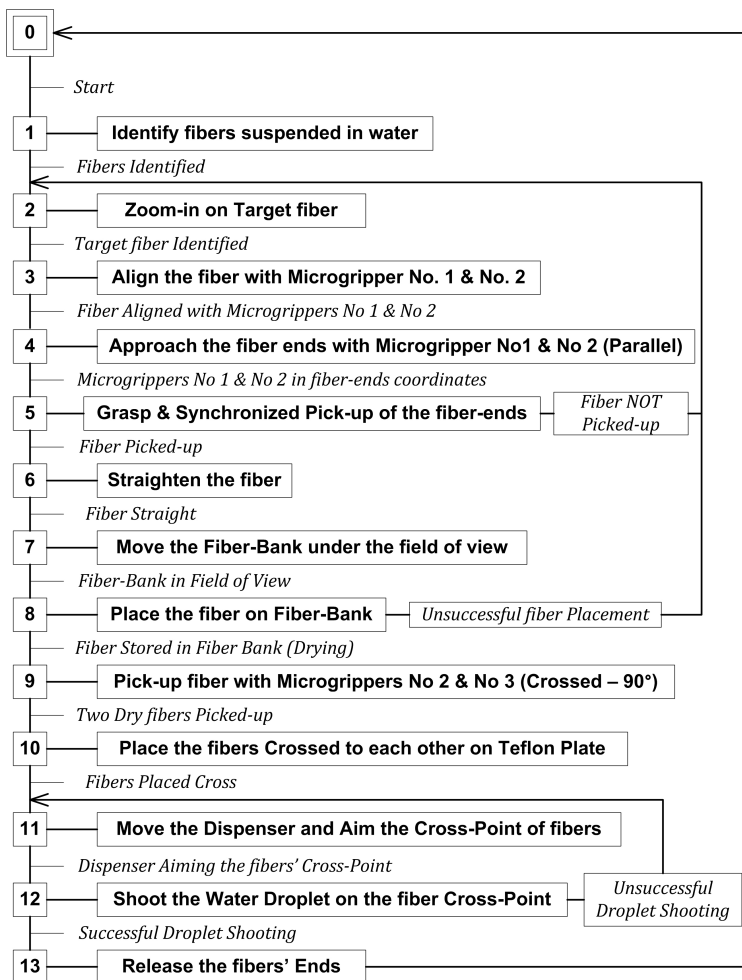 0
Start
1 Identify fibers suspended in water
Fibers Identified
2 Zoom-in on Target fiber
Target fiber Identified
3 Align the fiber with Microgripper No. 1 & No. 2
Fiber Aligned with Microgrippers No 1 & No 2
4 Approach the fiber ends with Microgripper No1 & No 2 (Parallel)
Microgrippers No 1 & No 2 in fiber-ends coordinates
5 Grasp & Synchronized Pick-up of the fiber-ends
Fiber NOT
Picked-up
Fiber Picked-up
6 Straighten the fiber
Fiber Straight
7 Move the Fiber-Bank under the field of view
Fiber-Bank in Field of View
8 Place the fiber on Fiber-Bank Unsuccessful fiber Placement
Fiber Stored in Fiber Bank (Drying)
9 Pick-up fiber with Microgrippers No 2 & No 3 (Crossed – 90°)
Two Dry fibers Picked-up
10 Place the fibers Crossed to each other on Teflon Plate
Fibers Placed Cross
11 Move the Dispenser and Aim the Cross-Point of fibers
Dispenser Aiming the fibers' Cross-Point
12 Shoot the Water Droplet on the fiber Cross-Point
Unsuccessful
Droplet Shooting
Successful Droplet Shooting
13 Release the fibers' Ends